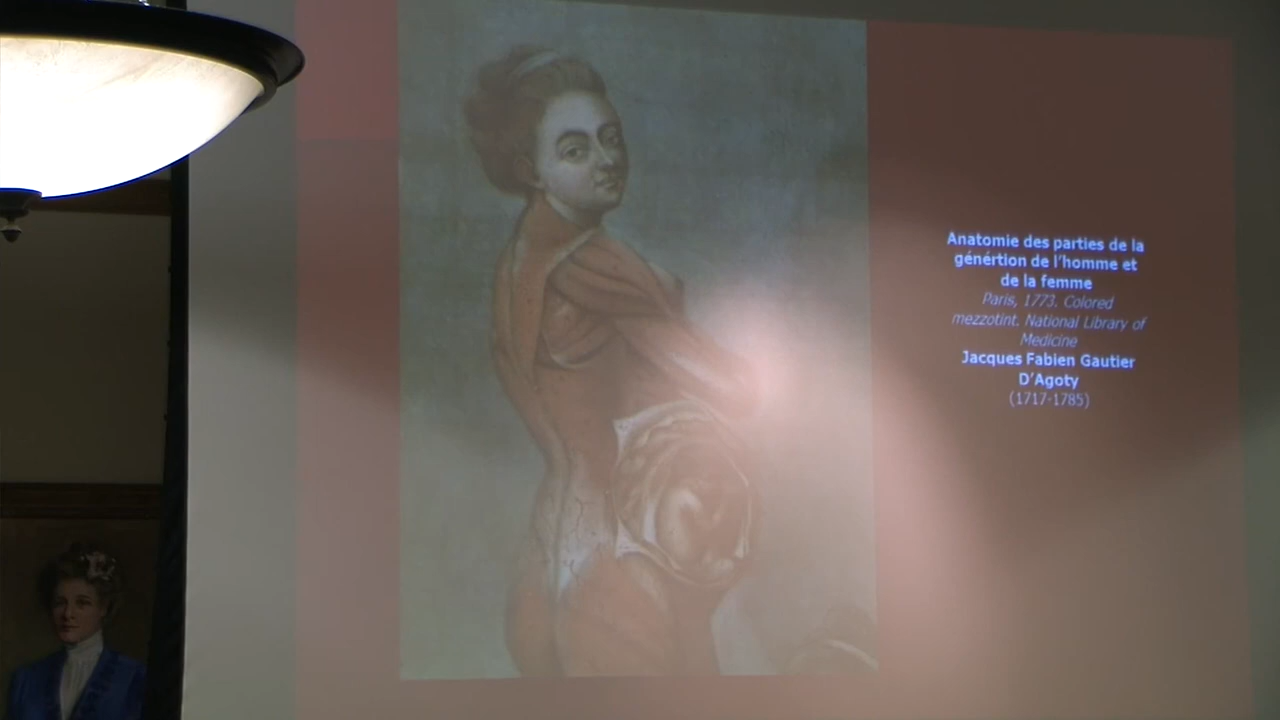 Anatomie des parties de la
génértion de l'homme et
de la femme
Paris, 1773. Colored
mezzotint. National Library of
Medicine
Jacques Fabien Gautier
D'Agoty
(1717-1785)